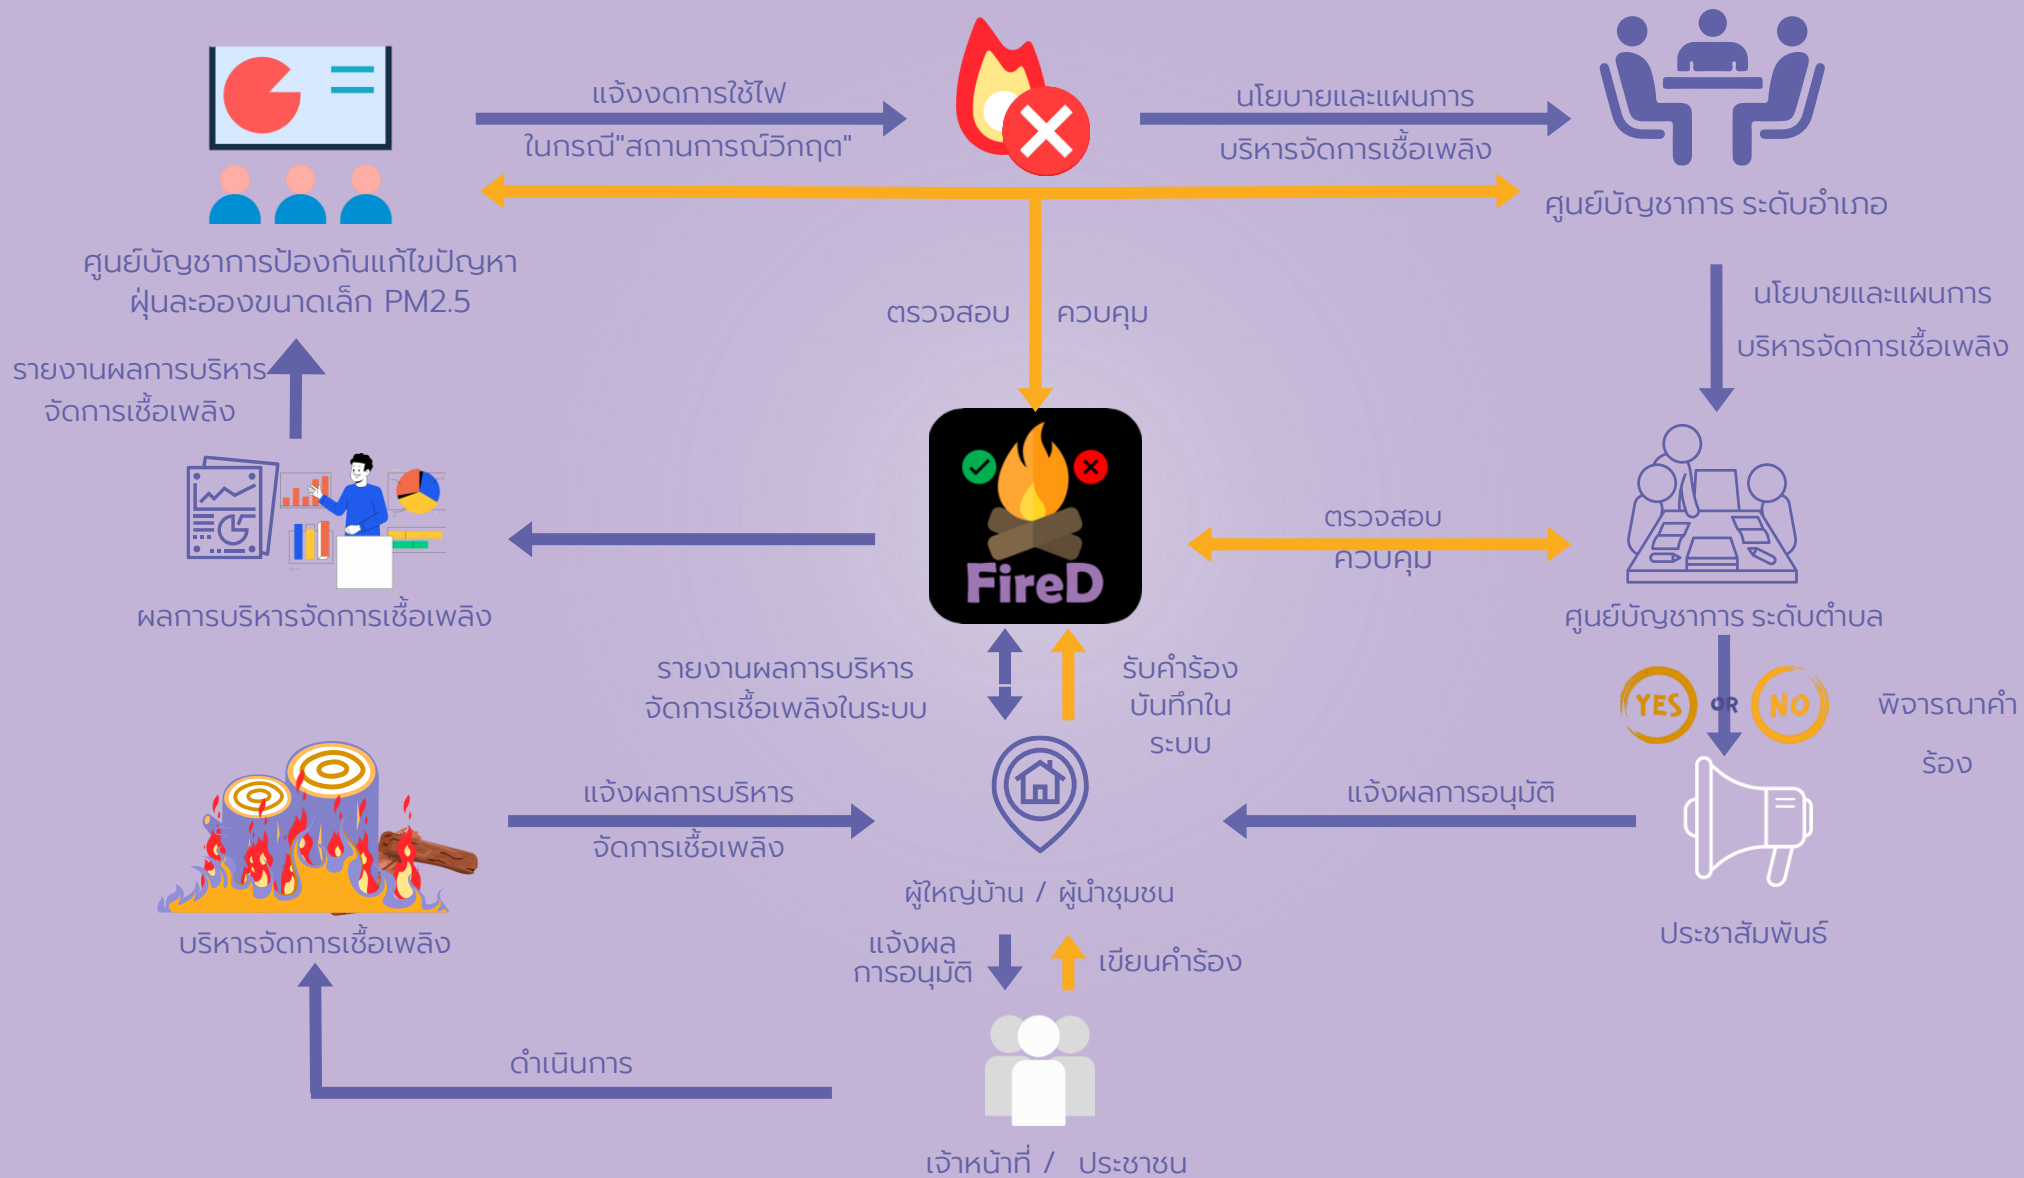 แจ้งงดการใช้ไฟ
ในกรณี"สถานการณ์วิกฤต"
นโยบายและแผนการ
บริหารจัดการเชื้อเพลิง
ศูนย์บัญชาการ ระดับอำเภอ
ศูนย์บัญชาการป้องกันแก้ไขปัญหา
ฝุ่นละอองขนาดเล็ก PM2.5
นโยบายและแผนการ
บริหารจัดการเชื้อเพลิง
ตรวจสอบ ควบคุม
รายงานผลการบริหาร
จัดการเชื้อเพลิง
FireD
ตรวจสอบ
ควบคุม
ผลการบริหารจัดการเชื้อเพลิง
ศูนย์บัญชาการ ระดับตำบล
รายงานผลการบริหาร
จัดการเชื้อเพลิงในระบบ
รับคำร้อง
บันทึกใน
ระบบ
YES OR NO
พิจารณาคำ
ร้อง
แจ้งผลการบริหาร
จัดการเชื้อเพลิง
แจ้งผลการอนุมัติ
ผู้ใหญ่บ้าน / ผู้นำชุมชน
ประชาสัมพันธ์
บริหารจัดการเชื้อเพลิง
แจ้งผล
การอนุมัติ
เขียนคำร้อง
ดำเนินการ
เจ้าหน้าที่ / ประชาชน